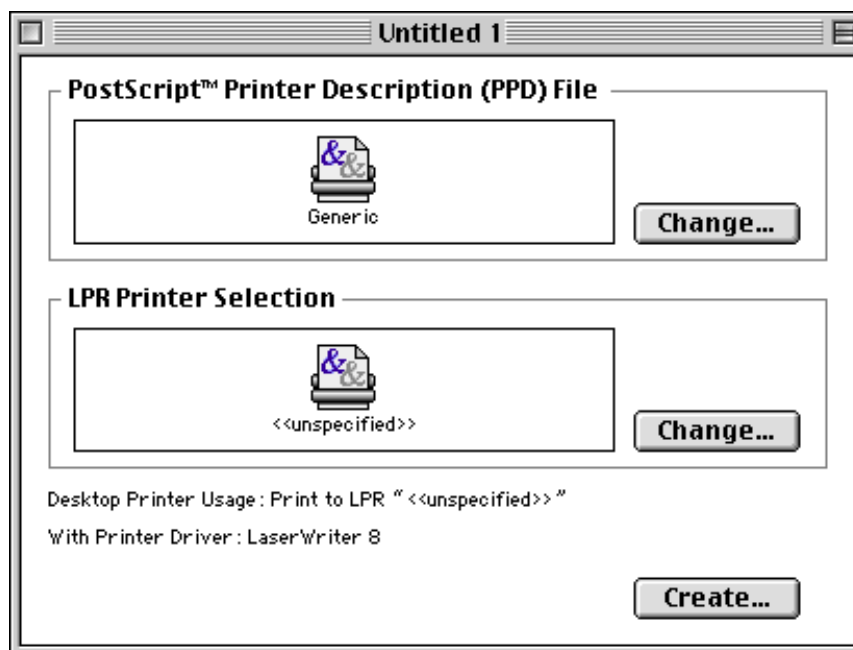 Untitled 1
PostScript™ Printer Description (PPD) File
&&
Generic
Change...
LPR Printer Selection
&&
<<unspecified>>
Change...
Desktop Printer Usage : Print to LPR “<<unspecified>>”
With Printer Driver : LaserWriter 8
Create...